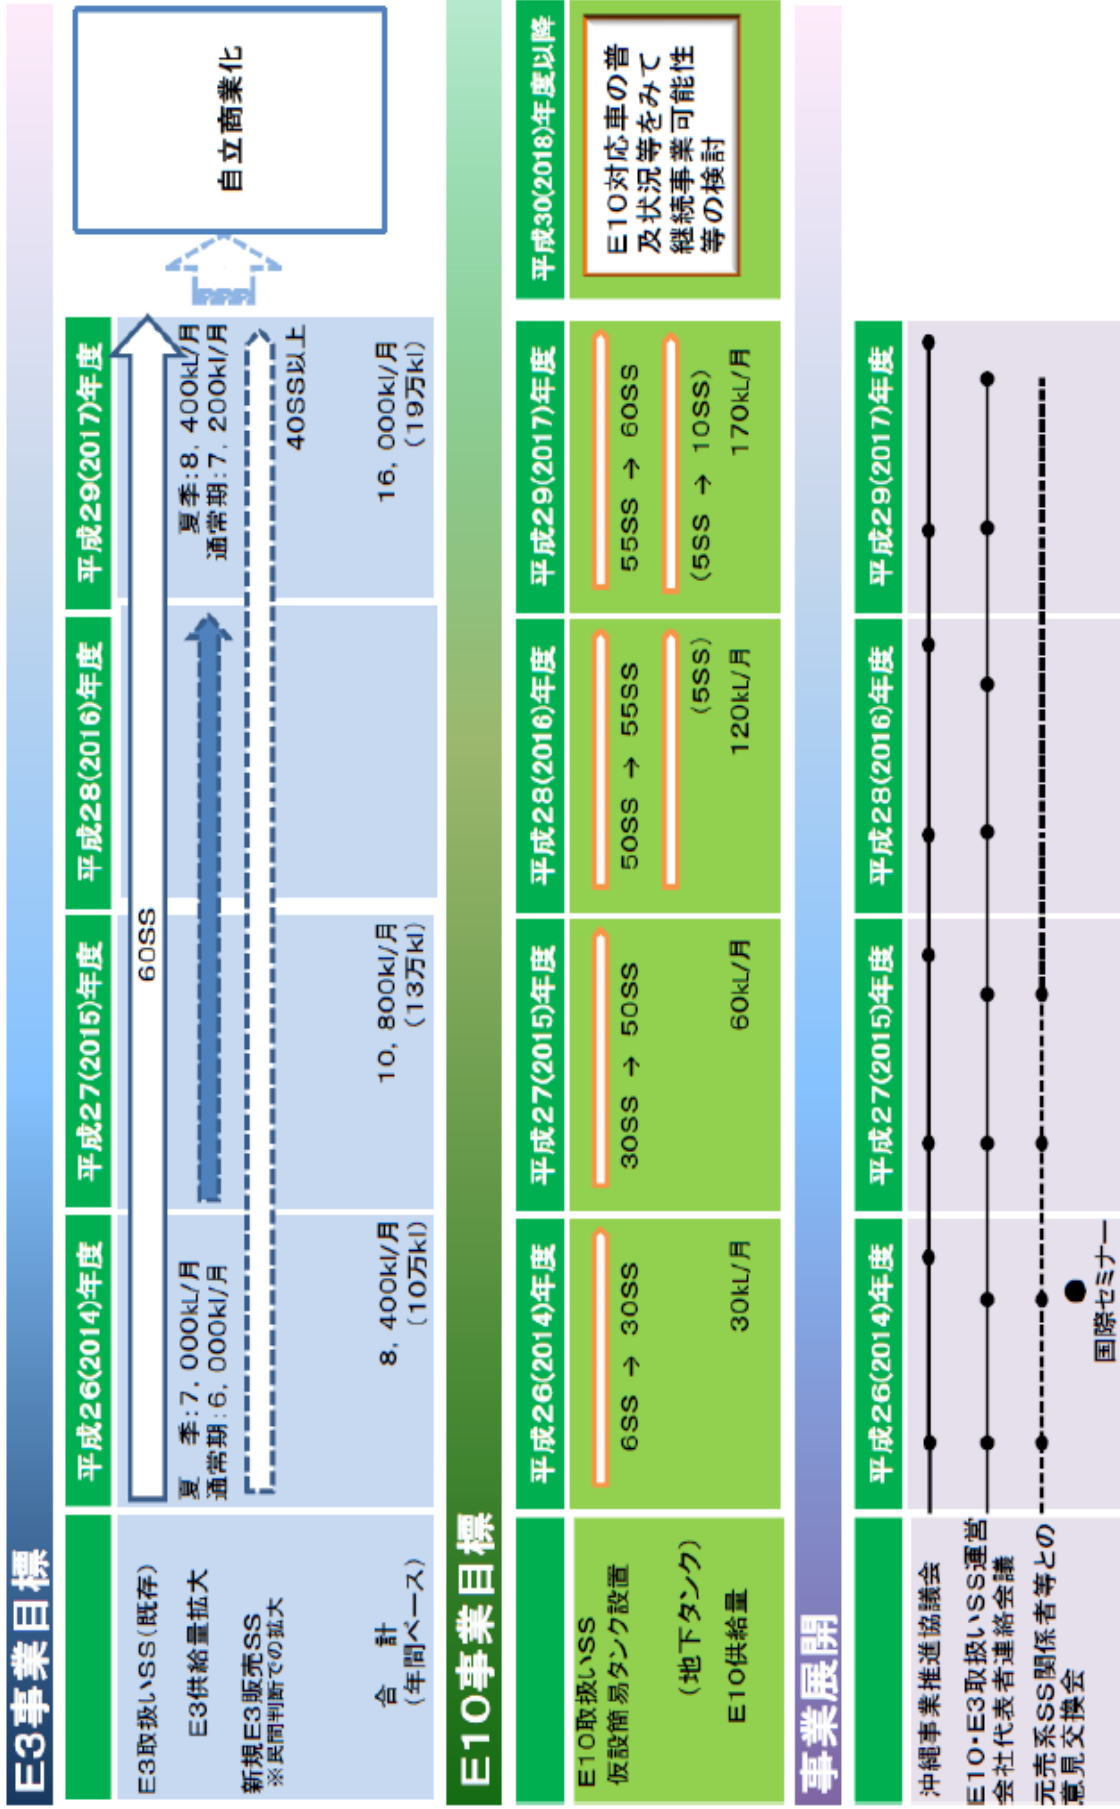 E3事業目標
平成26(2014)年度
平成27(2015)年度
平成28(2016)年度
平成29(2017)年度
E3取扱いSS(既存)
60SS
E3供給量拡大
夏　季:7, 000kL/月
通常期:6, 000kl/月
夏季:8, 400kL/月
通常期:7, 200kl/月
新規E3販売SS
※民間判断での拡大
40SS以上
合　計
(年間ベース)
8, 400kl/月
(10万kl)
10, 800kl/月
(13万kl)
16, 000kl/月
(19万kl)
自立商業化
E10事業目標
平成26(2014)年度
平成27(2015)年度
平成28(2016)年度
平成29(2017)年度
平成30(2018)年度以降
E10取扱いSS
仮設簡易タンク設置
6SS → 30SS
30SS → 50SS
50SS → 55SS
55SS → 60SS
(地下タンク)
(5SS)
(5SS → 10SS)
E10供給量
30kL/月
60kL/月
120kL/月
170kL/月
E10対応車の普
及状況等をみて
継続事業可能性
等の検討
事業展開
平成26(2014)年度
平成27(2015)年度
平成28(2016)年度
平成29(2017)年度
沖縄事業推進協議会
E10・E3取扱いSS運営
会社代表者連絡会議
元売系SS関係者等との
意見交換会
国際セミナー